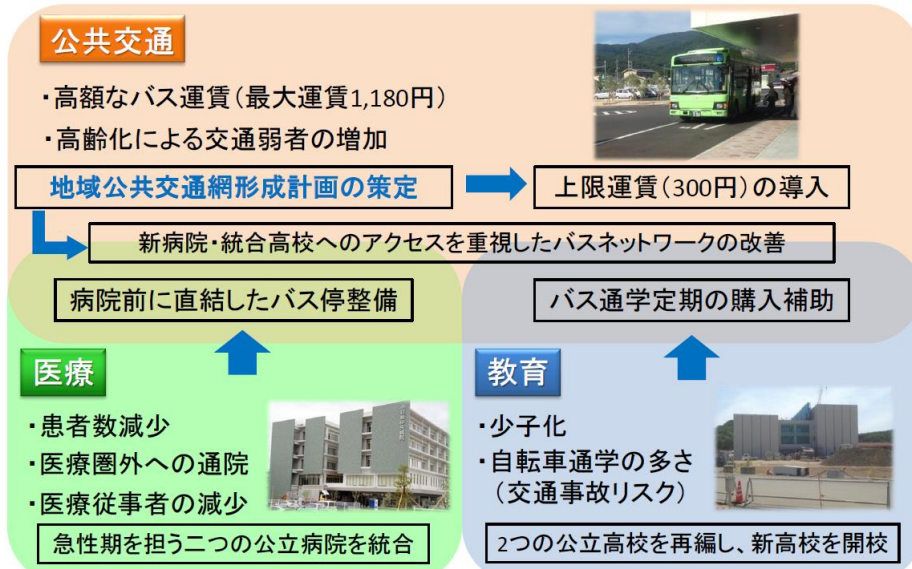 公共交通
・高額なバス運賃（最大運賃1,180円）
・高齢化による交通弱者の増加
地域公共交通網形成計画の策定
上限運賃（300円）の導入
新病院・統合高校へのアクセスを重視したバスネットワークの改善
病院前に直結したバス停整備
バス通学定期の購入補助
医療
・患者数減少
・医療圏外への通院
・医療従事者の減少
急性期を担う二つの公立病院を統合
教育
・少子化
・自転車通学の多さ
（交通事故リスク）
2つの公立高校を再編し、新高校を開校